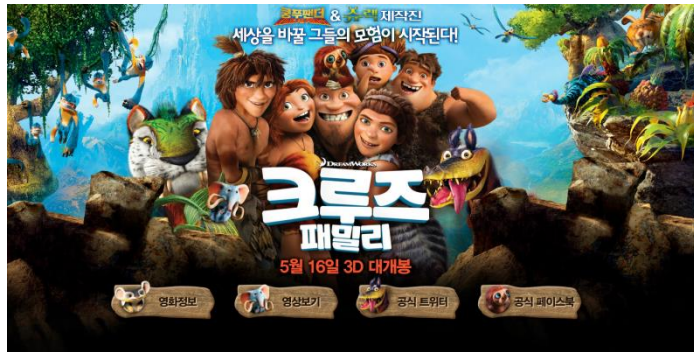 쿵푸팬더 & 슈렉 제작진
세상을 바꿀 그들의 모험이 시작된다!
DREAMWORKS
크루즈
패밀리
5월 16일 3D 대개봉
영화정보
영상보기
공식 트위터
공식 페이스북